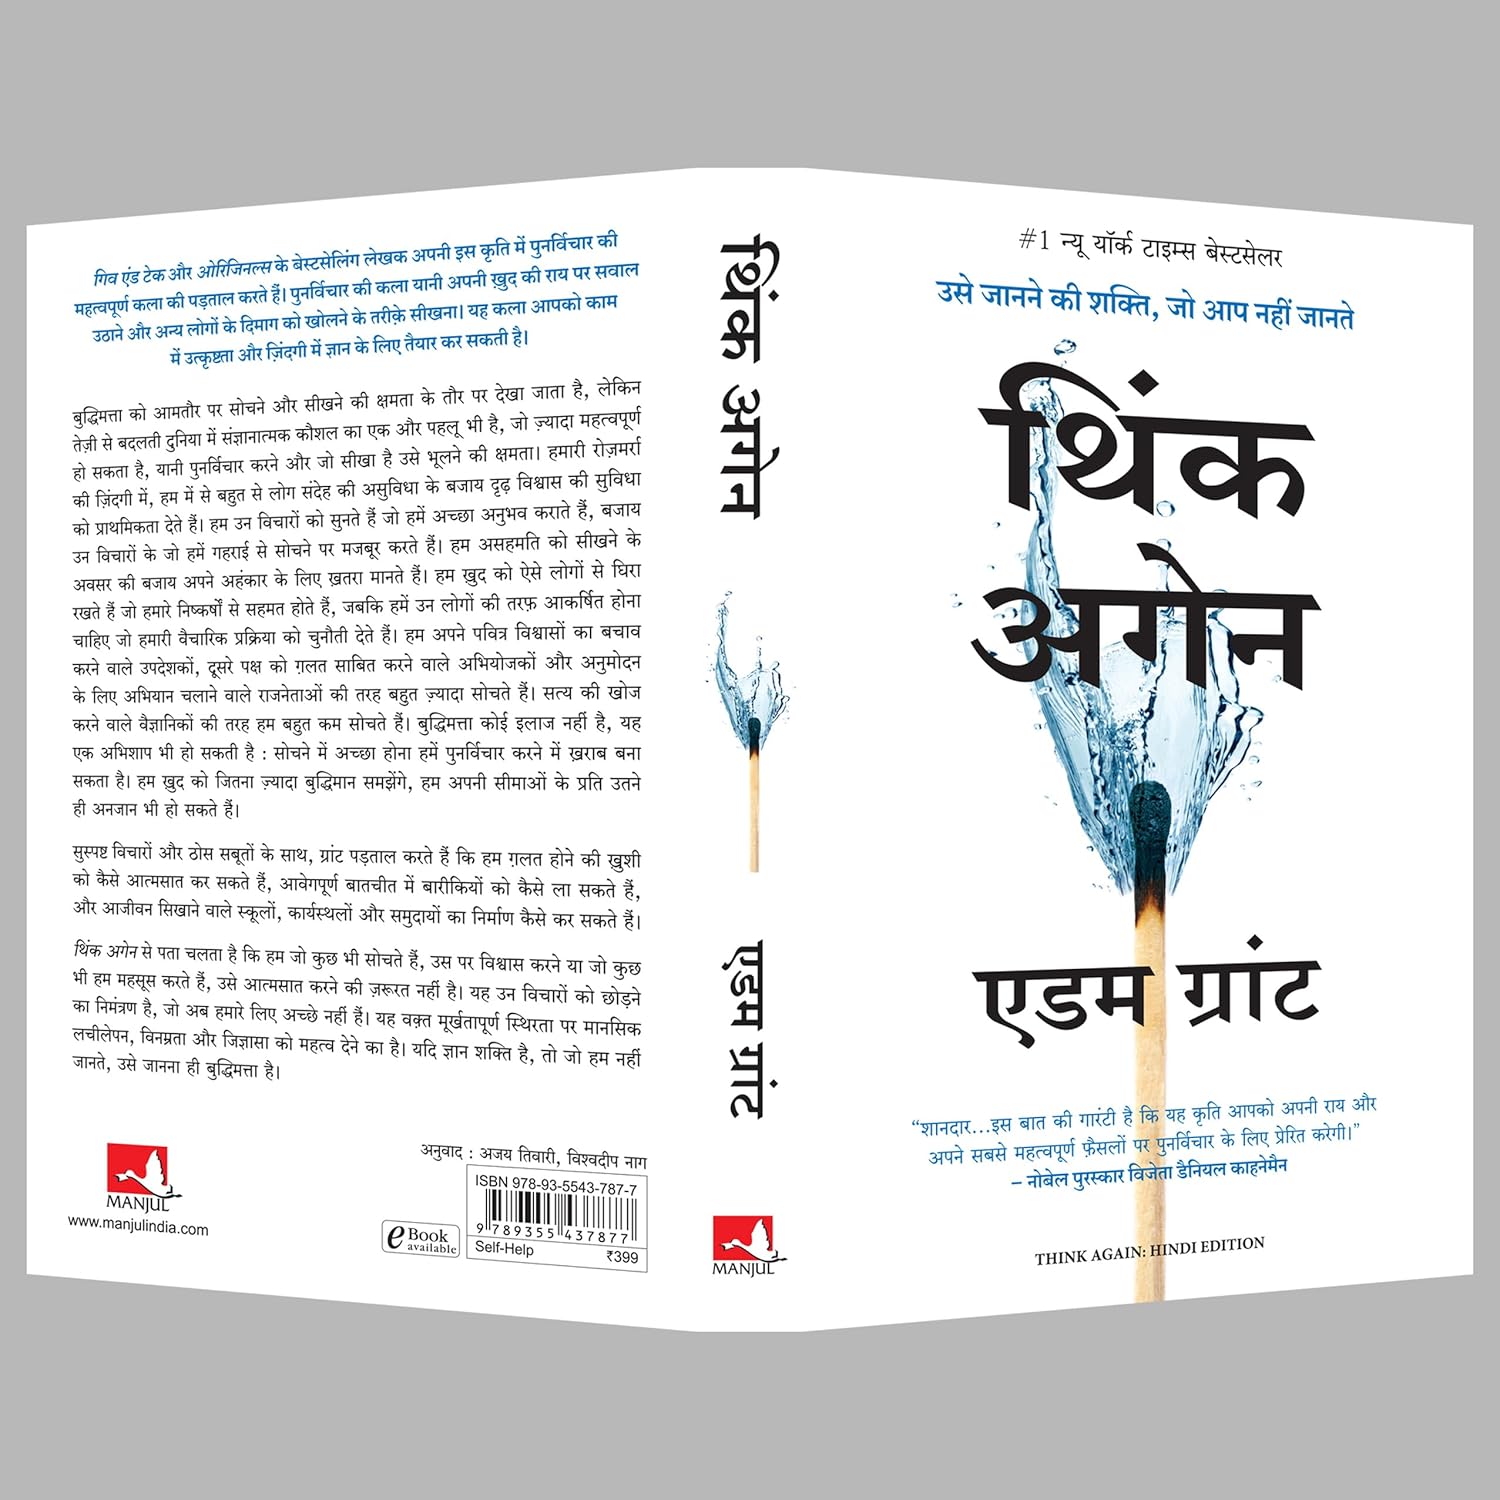 गिव एंड टेक और ओरिजिनल्स के बेस्टसेलिंग लेखक अपनी इस कृति में पुनर्विचार की
महत्वपूर्ण कला की पड़ताल करते हैं। पुनर्विचार की कला यानी अपनी ख़ुद की राय पर सवाल
उठाने और अन्य लोगों के दिमाग को खोलने के तरीक़े सीखना। यह कला आपको काम
में उत्कृष्टता और ज़िंदगी में ज्ञान के लिए तैयार कर सकती है।
बुद्धिमत्ता को आमतौर पर सोचने और सीखने की क्षमता के तौर पर देखा जाता है, लेकिन
तेज़ी से बदलती दुनिया में संज्ञानात्मक कौशल का एक और पहलू भी है, जो ज़्यादा महत्वपूर्ण
हो सकता है, यानी पुनर्विचार करने और जो सीखा है उसे भूलने की क्षमता। हमारी रोज़मर्रा
की ज़िंदगी में, हम में से बहुत से लोग संदेह की असुविधा के बजाय दृढ़ विश्वास की सुविधा
को प्राथमिकता देते हैं। हम उन विचारों को सुनते हैं जो हमें अच्छा अनुभव कराते हैं, बजाय
उन विचारों के जो हमें गहराई से सोचने पर मजबूर करते हैं। हम असहमति को सीखने के
अवसर की बजाय अपने अहंकार के लिए ख़तरा मानते हैं। हम ख़ुद को ऐसे लोगों से घिरा
रखते हैं जो हमारे निष्कर्षों से सहमत होते हैं, जबकि हमें उन लोगों की तरफ़ आकर्षित होना
चाहिए जो हमारी वैचारिक प्रक्रिया को चुनौती देते हैं। हम अपने पवित्र विश्वासों का बचाव
करने वाले उपदेशकों, दूसरे पक्ष को ग़लत साबित करने वाले अभियोजकों और अनुमोदन
के लिए अभियान चलाने वाले राजनेताओं की तरह बहुत ज़्यादा सोचते हैं। सत्य की खोज
करने वाले वैज्ञानिकों की तरह हम बहुत कम सोचते हैं। बुद्धिमत्ता कोई इलाज नहीं है, यह
एक अभिशाप भी हो सकती है : सोचने में अच्छा होना हमें पुनर्विचार करने में ख़राब बना
सकता है। हम ख़ुद को जितना ज़्यादा बुद्धिमान समझेंगे, हम अपनी सीमाओं के प्रति उतने
ही अनजान भी हो सकते हैं।
सुस्पष्ट विचारों और ठोस सबूतों के साथ, ग्रांट पड़ताल करते हैं कि हम ग़लत होने की ख़ुशी
को कैसे आत्मसात कर सकते हैं, आवेगपूर्ण बातचीत में बारीकियों को कैसे ला सकते हैं,
और आजीवन सिखाने वाले स्कूलों, कार्यस्थलों और समुदायों का निर्माण कैसे कर सकते हैं।
थिंक अगेन से पता चलता है कि हम जो कुछ भी सोचते हैं, उस पर विश्वास करने या जो कुछ
भी हम महसूस करते हैं, उसे आत्मसात करने की ज़रूरत नहीं है। यह उन विचारों को छोड़ने
का निमंत्रण है, जो अब हमारे लिए अच्छे नहीं हैं। यह वक़्त मूर्खतापूर्ण स्थिरता पर मानसिक
लचीलेपन, विनम्रता और जिज्ञासा को महत्व देने का है। यदि ज्ञान शक्ति है, तो जो हम नहीं
जानते, उसे जानना ही बुद्धिमत्ता है।
अनुवाद : अजय तिवारी, विश्वदीप नाग
MANJUL
www.manjulindia.com
eBook
available
ISBN 978-93-5543-787-7
9 789355 437877
Self-Help ₹399
थिंक अगेन
एडम ग्रांट
MANJUL
#1 न्यू यॉर्क टाइम्स बेस्टसेलर
उसे जानने की शक्ति, जो आप नहीं जानते
थिंक
अगेन
एडम ग्रांट
“शानदार...इस बात की गारंटी है कि यह कृति आपको अपनी राय और
अपने सबसे महत्वपूर्ण फ़ैसलों पर पुनर्विचार के लिए प्रेरित करेगी।”
– नोबेल पुरस्कार विजेता डैनियल काहनेमैन
THINK AGAIN: HINDI EDITION